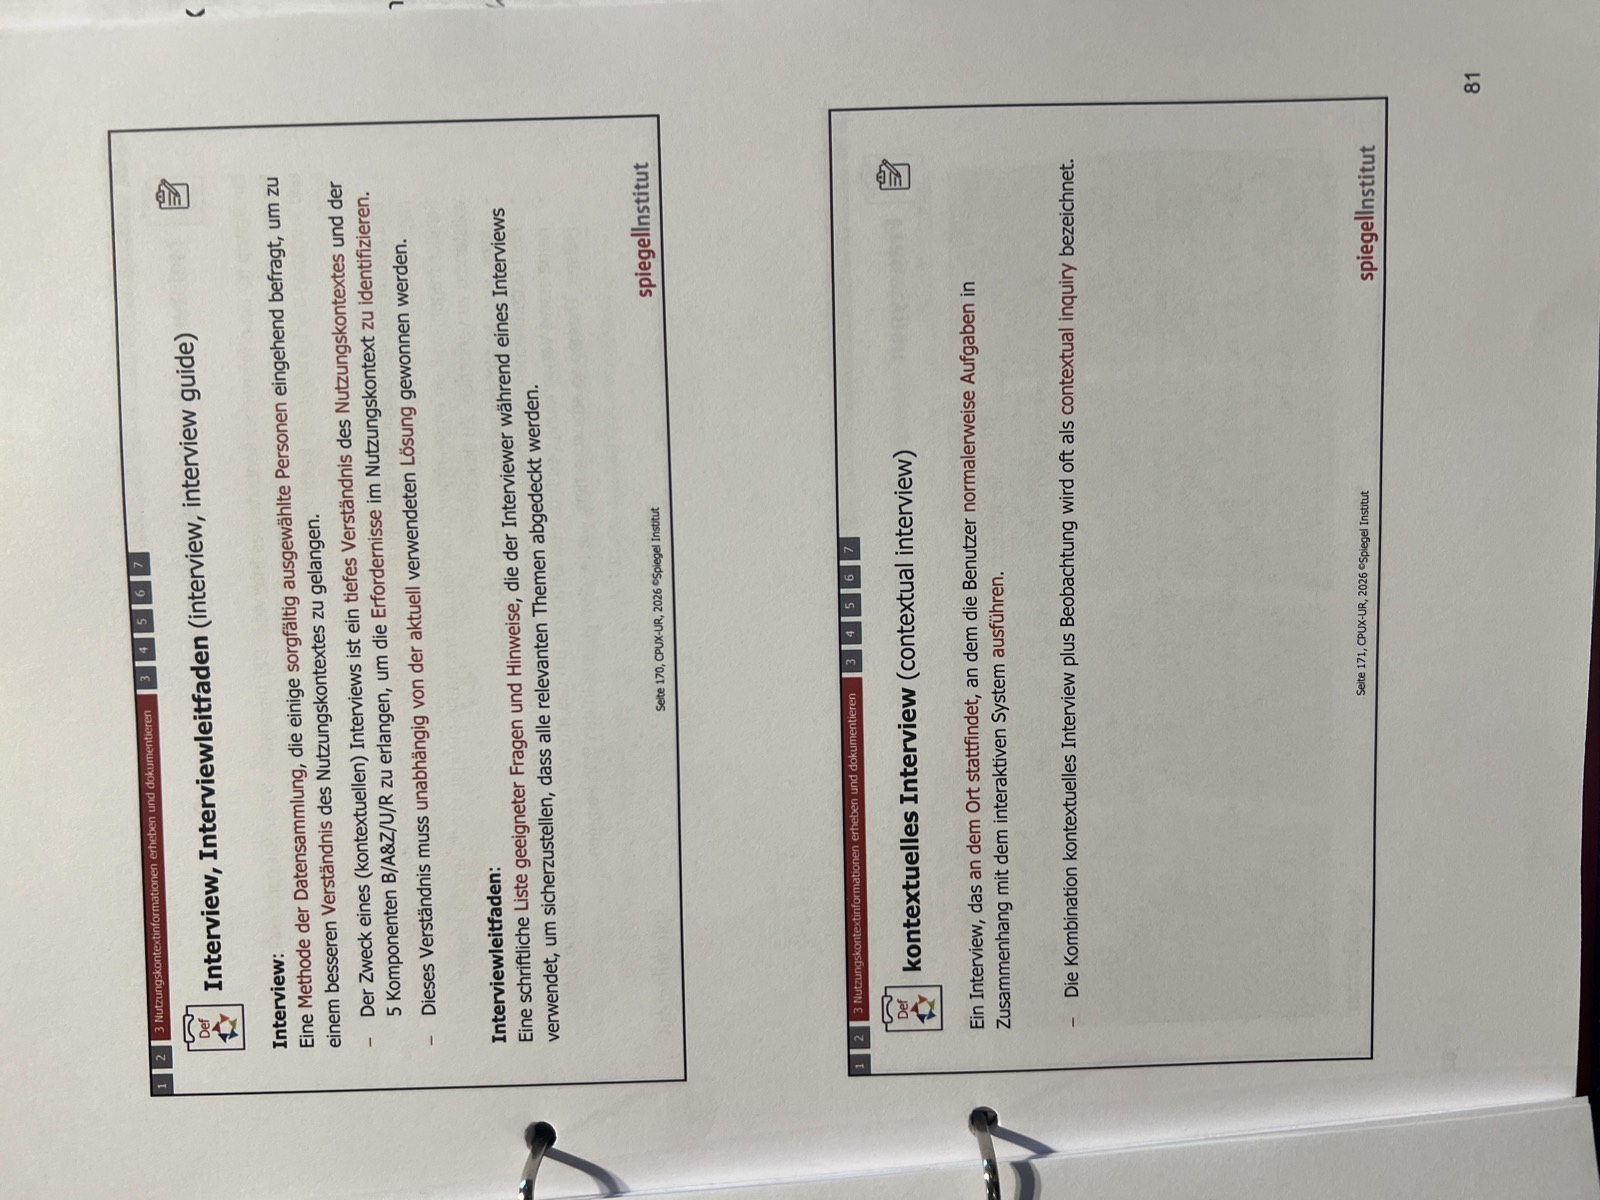 1 2 3 Nutzungskontextinformationen erheben und dokumentieren 3 4 5 6 7
Def
Interview, Interviewleitfaden (interview, interview guide)
Interview:
Eine Methode der Datensammlung, die einige sorgfältig ausgewählte Personen eingehend befragt, um zu
einem besseren Verständnis des Nutzungskontextes zu gelangen.
– Der Zweck eines (kontextuellen) Interviews ist ein tiefes Verständnis des Nutzungskontextes und der
5 Komponenten B/A&Z/U/R zu erlangen, um die Erfordernisse im Nutzungskontext zu identifizieren.
– Dieses Verständnis muss unabhängig von der aktuell verwendeten Lösung gewonnen werden.
Interviewleitfaden:
Eine schriftliche Liste geeigneter Fragen und Hinweise, die der Interviewer während eines Interviews
verwendet, um sicherzustellen, dass alle relevanten Themen abgedeckt werden.
Seite 170, CPUX-UR, 2026 ©Spiegel Institut
spiegelInstitut
1 2 3 Nutzungskontextinformationen erheben und dokumentieren 3 4 5 6 7
Def
kontextuelles Interview (contextual interview)
Ein Interview, das an dem Ort stattfindet, an dem die Benutzer normalerweise Aufgaben in
Zusammenhang mit dem interaktiven System ausführen.
– Die Kombination kontextuelles Interview plus Beobachtung wird oft als contextual inquiry bezeichnet.
Seite 171, CPUX-UR, 2026 ©Spiegel Institut
spiegelInstitut
81